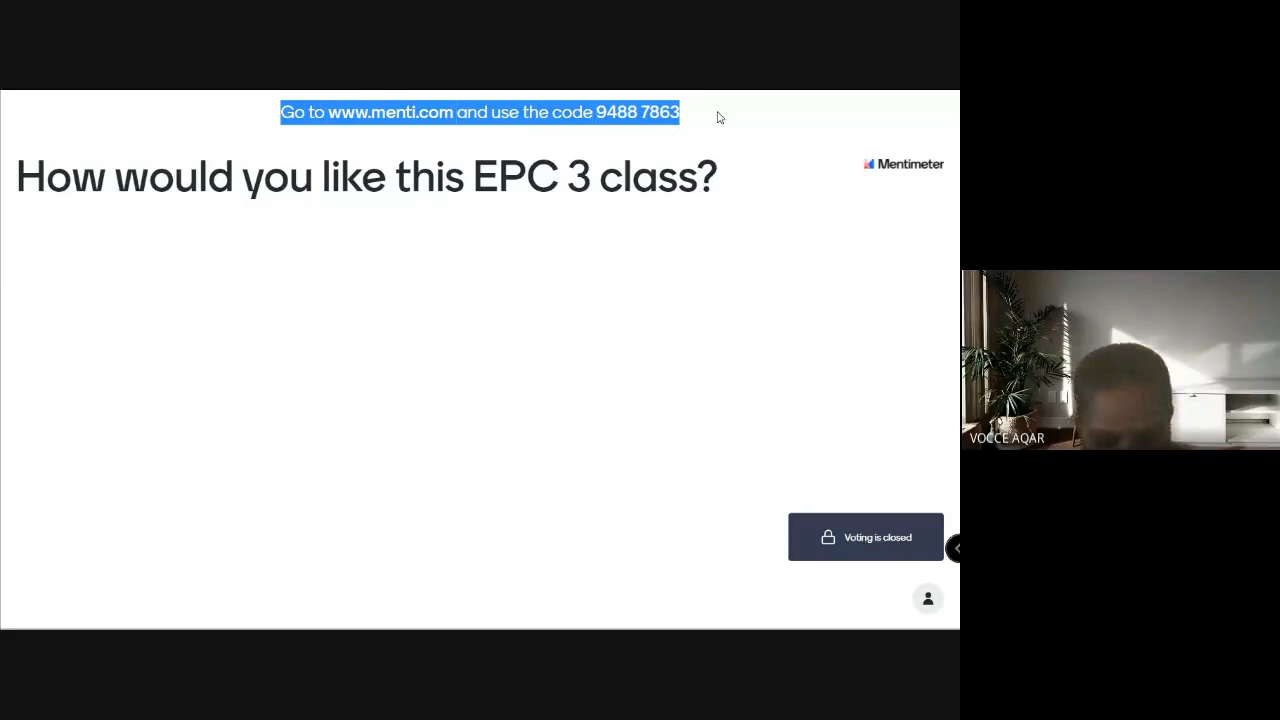 Go to www.menti.com and use the code 9488 7863
How would you like this EPC 3 class?
Mentimeter
VOCCE AQAR
Voting is closed